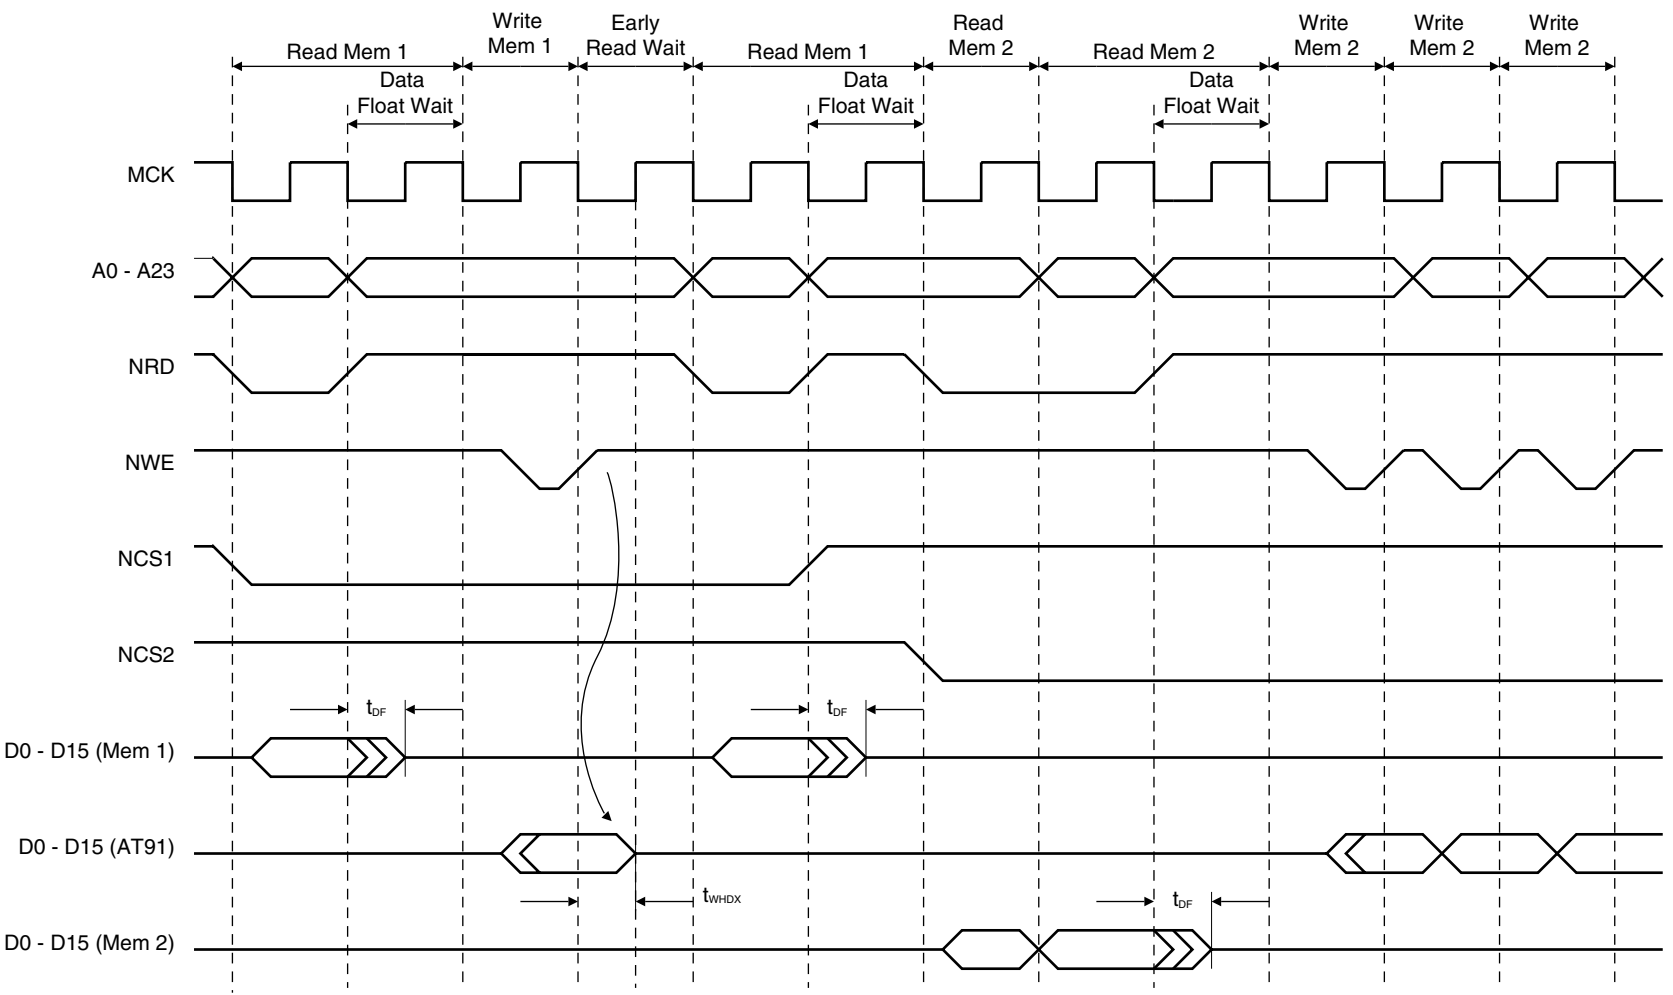 Write
Mem 1
Early
Read Wait
Read
Mem 2
Write
Mem 2
Write
Mem 2
Write
Mem 2
Read Mem 1
Read Mem 1
Read Mem 2
Data
Float Wait
Data
Float Wait
Data
Float Wait
MCK
A0 - A23
NRD
NWE
NCS1
NCS2
tDF
tDF
D0 - D15 (Mem 1)
D0 - D15 (AT91)
tWHDX
tDF
D0 - D15 (Mem 2)